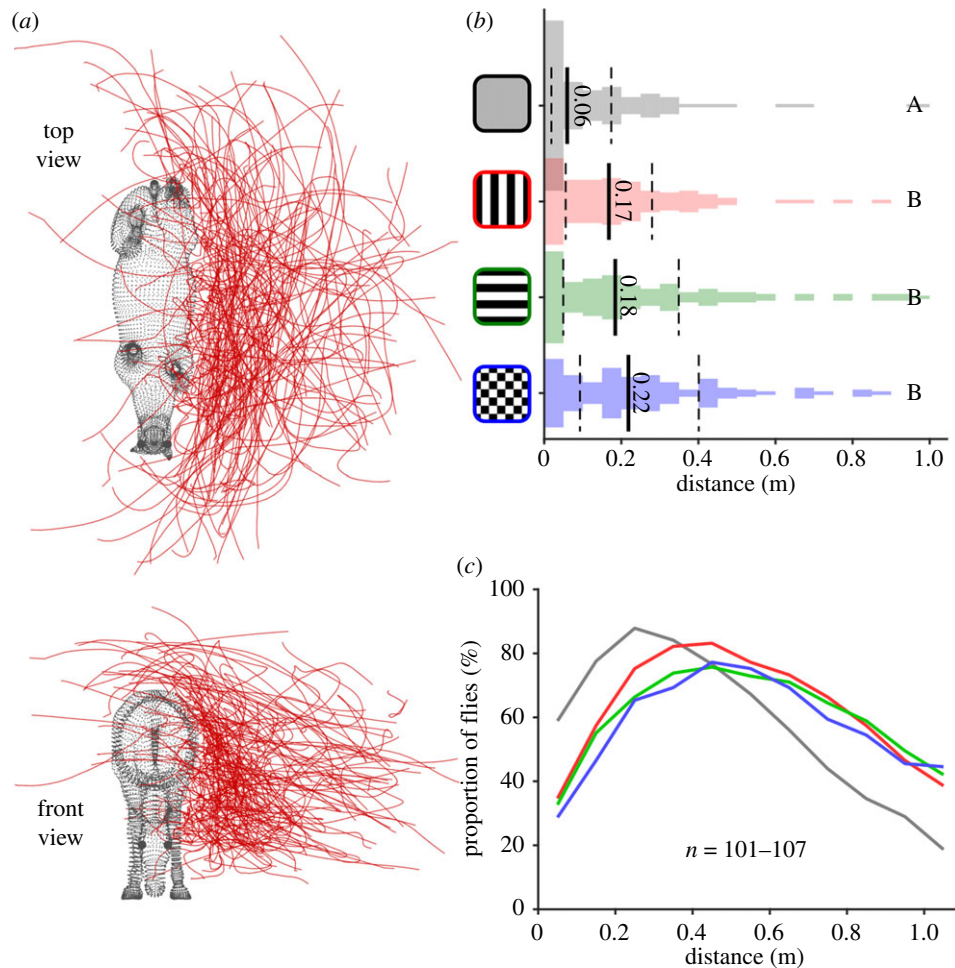 (a)
top
view
front
view
(b)
0.06
A
0.17
B
0.18
B
0.22
B
0 0.2 0.4 0.6 0.8 1.0
distance (m)
(c)
100
80
60
40
20
0
proportion of flies (%)
n = 101–107
0 0.2 0.4 0.6 0.8 1.0
distance (m)